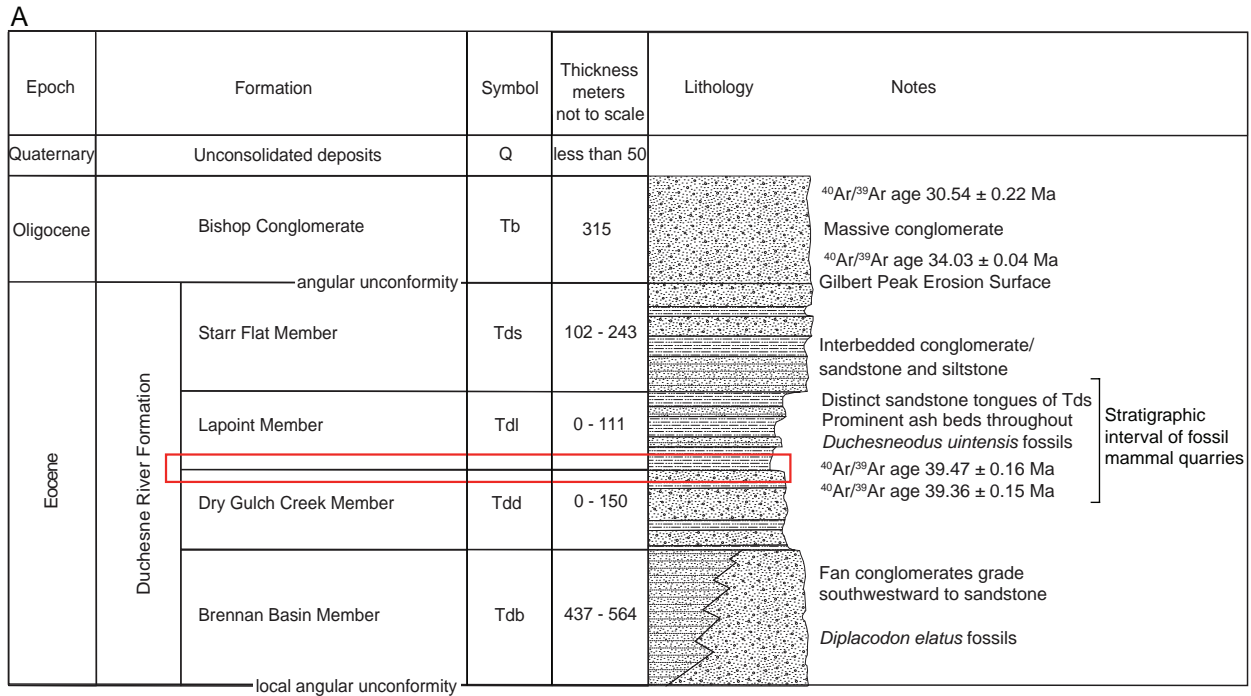 A
Epoch
Formation
Symbol
Thickness
meters
not to scale
Lithology
Notes
Quaternary
Unconsolidated deposits
Q
less than 50
Oligocene
Bishop Conglomerate
Tb
315
⁴⁰Ar/³⁹Ar age 30.54 ± 0.22 Ma
Massive conglomerate
⁴⁰Ar/³⁹Ar age 34.03 ± 0.04 Ma
Gilbert Peak Erosion Surface
angular unconformity
Eocene
Duchesne River Formation
Starr Flat Member
Tds
102 - 243
Interbedded conglomerate/
sandstone and siltstone
Lapoint Member
Tdl
0 - 111
Distinct sandstone tongues of Tds
Prominent ash beds throughout
Duchesneodus uintensis fossils
⁴⁰Ar/³⁹Ar age 39.47 ± 0.16 Ma
⁴⁰Ar/³⁹Ar age 39.36 ± 0.15 Ma
Stratigraphic
interval of fossil
mammal quarries
Dry Gulch Creek Member
Tdd
0 - 150
Brennan Basin Member
Tdb
437 - 564
Fan conglomerates grade
southwestward to sandstone
Diplacodon elatus fossils
local angular unconformity